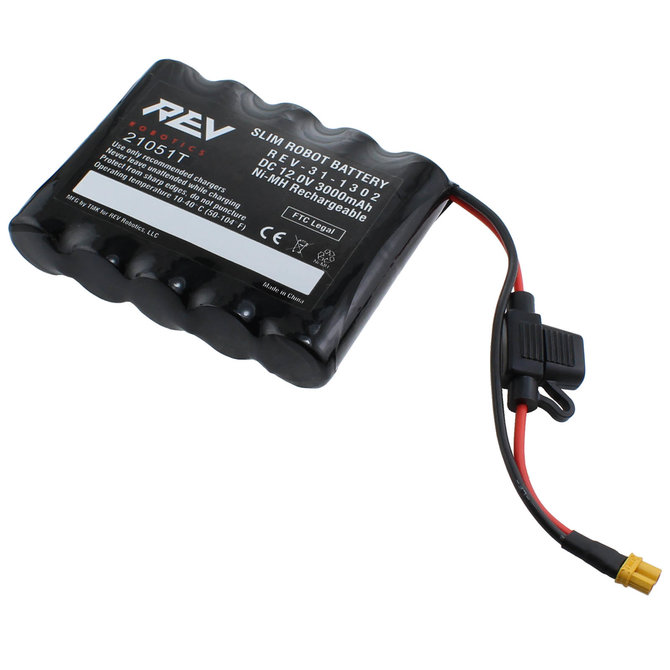 REV
ROBOTICS
21051T
Use only recommended chargers
Never leave unattended while charging
Protect from sharp edges, do not puncture
Operating temperature 10-40°C (50-104°F)
MFG by TMK for REV Robotics, LLC
SLIM ROBOT BATTERY
REV-31-1302
DC 12.0V 3000mAh
Ni-MH Rechargeable
FTC Legal
CE
Ni-MH
Made in China